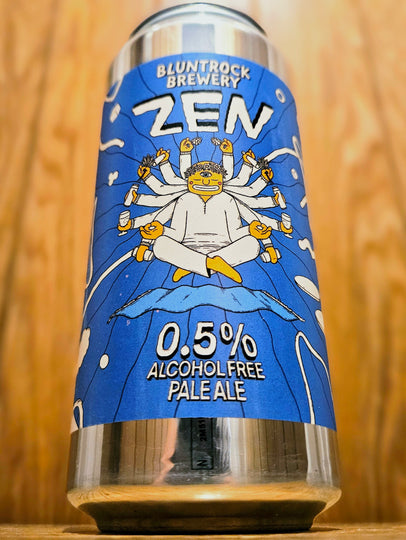 BLUNTROCK
BREWERY
ZEN
0.5%
ALCOHOL FREE
PALE ALE